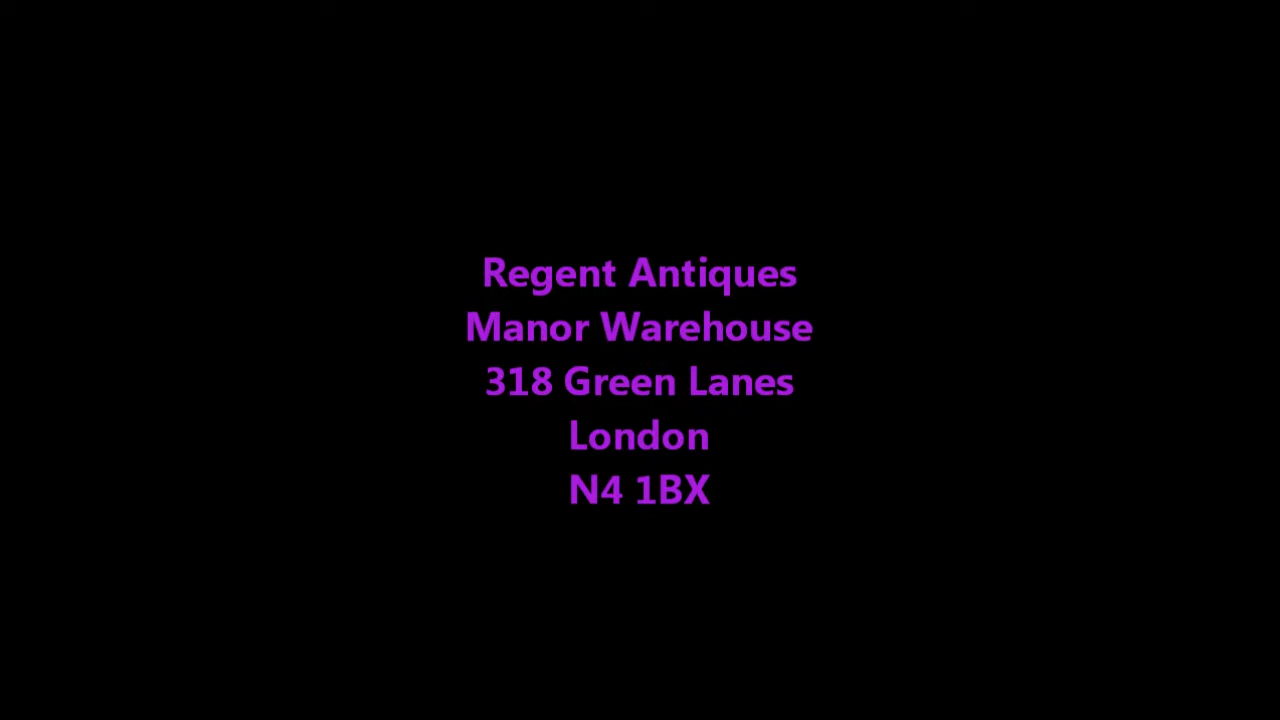 Regent Antiques
Manor Warehouse
318 Green Lanes
London
N4 1BX